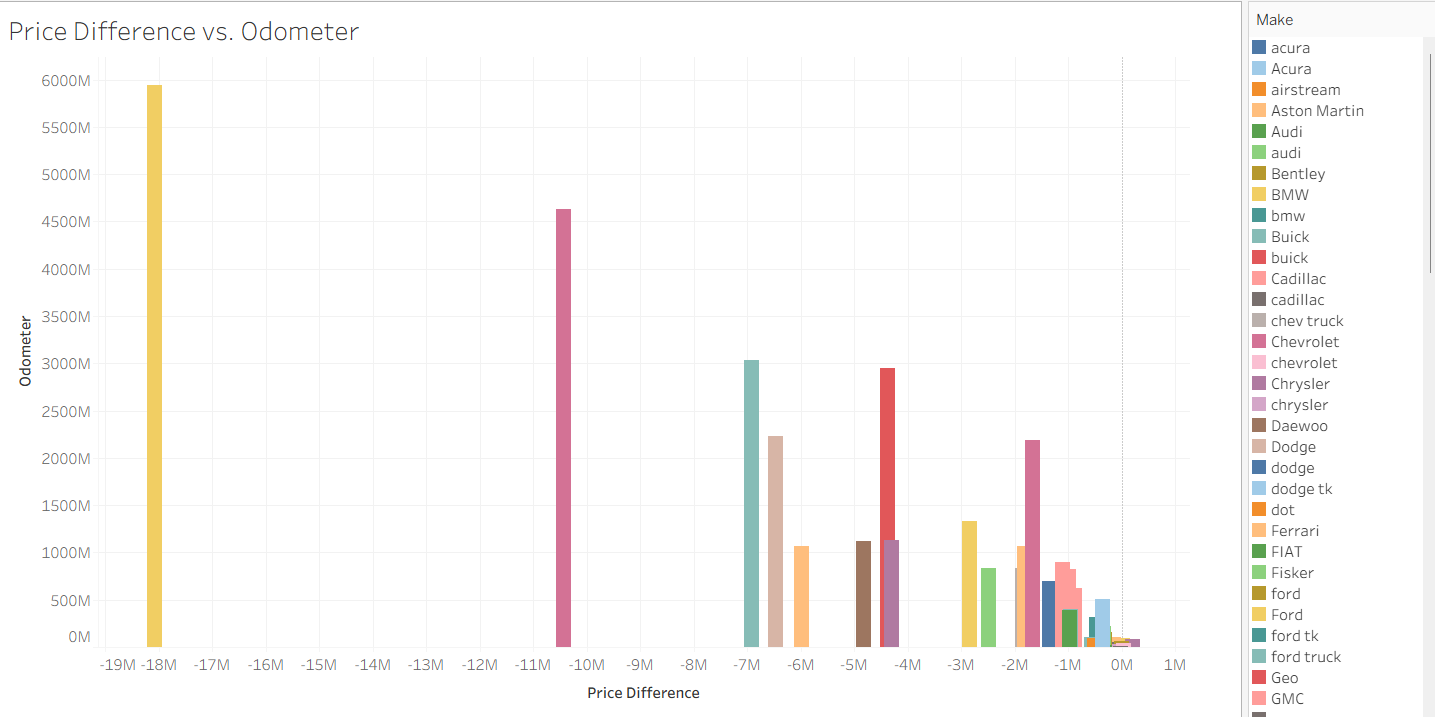 Price Difference vs. Odometer
6000M
5500M
5000M
4500M
4000M
3500M
3000M
2500M
2000M
1500M
1000M
500M
0M
Odometer
-19M -18M -17M -16M -15M -14M -13M -12M -11M -10M -9M -8M -7M -6M -5M -4M -3M -2M -1M 0M 1M
Price Difference
Make
acura
Acura
airstream
Aston Martin
Audi
audi
Bentley
BMW
bmw
Buick
buick
Cadillac
cadillac
chev truck
Chevrolet
chevrolet
Chrysler
chrysler
Daewoo
Dodge
dodge
dodge tk
dot
Ferrari
FIAT
Fisker
ford
Ford
ford tk
ford truck
Geo
GMC